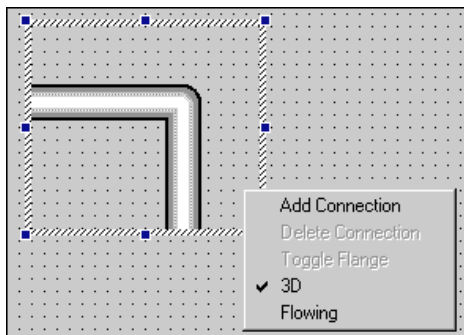 Add Connection
Delete Connection
Toggle Flange
3D
Flowing